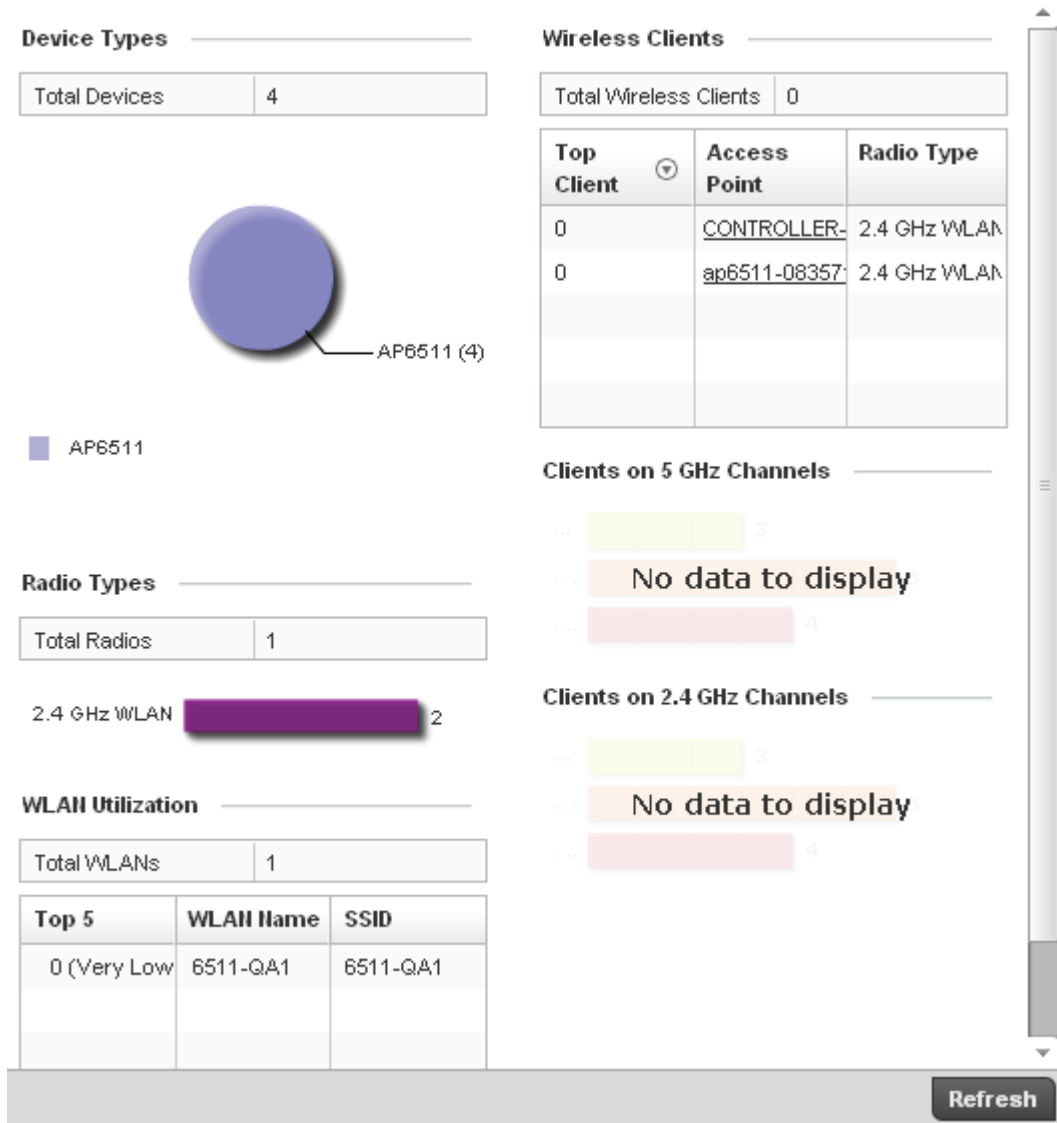 Device Types
Total Devices 4
AP6511 (4)
AP6511
Radio Types
Total Radios 1
2.4 GHz WLAN 2
WLAN Utilization
Total WLANs 1
Top 5 WLAN Name SSID
0 (Very Low 6511-QA1 6511-QA1
Wireless Clients
Total Wireless Clients 0
Top Client Access Point Radio Type
0 CONTROLLER- 2.4 GHz WLAN
0 ap6511-08357 2.4 GHz WLAN
Clients on 5 GHz Channels
... 3
... No data to display
... 4
Clients on 2.4 GHz Channels
... 3
... No data to display
... 4
Refresh